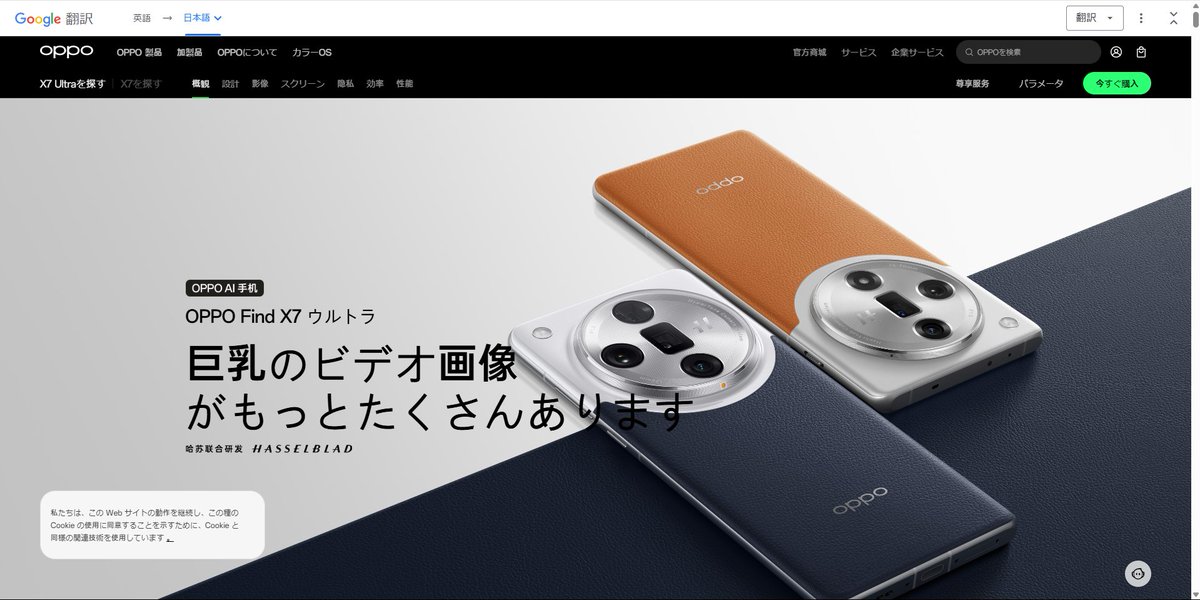 Google 翻訳
英語 → 日本語
翻訳
oppo
OPPO 製品 加製品 OPPOについて カラーOS
官方商城 サービス 企業サービス OPPOを検索
X7 Ultraを探す X7を探す 概観 設計 影像 スクリーン 隐私 効率 性能
尊享服务 パラメータ 今すぐ購入
oppo
OPPO AI 手机
OPPO Find X7 ウルトラ
巨乳のビデオ画像
がもっとたくさんあります
哈苏联合研发 HASSELBLAD
oppo
私たちは、この Web サイトの動作を継続し、この種の
Cookie の使用に同意することを示すために、Cookie と
同様の関連技術を使用しています 。